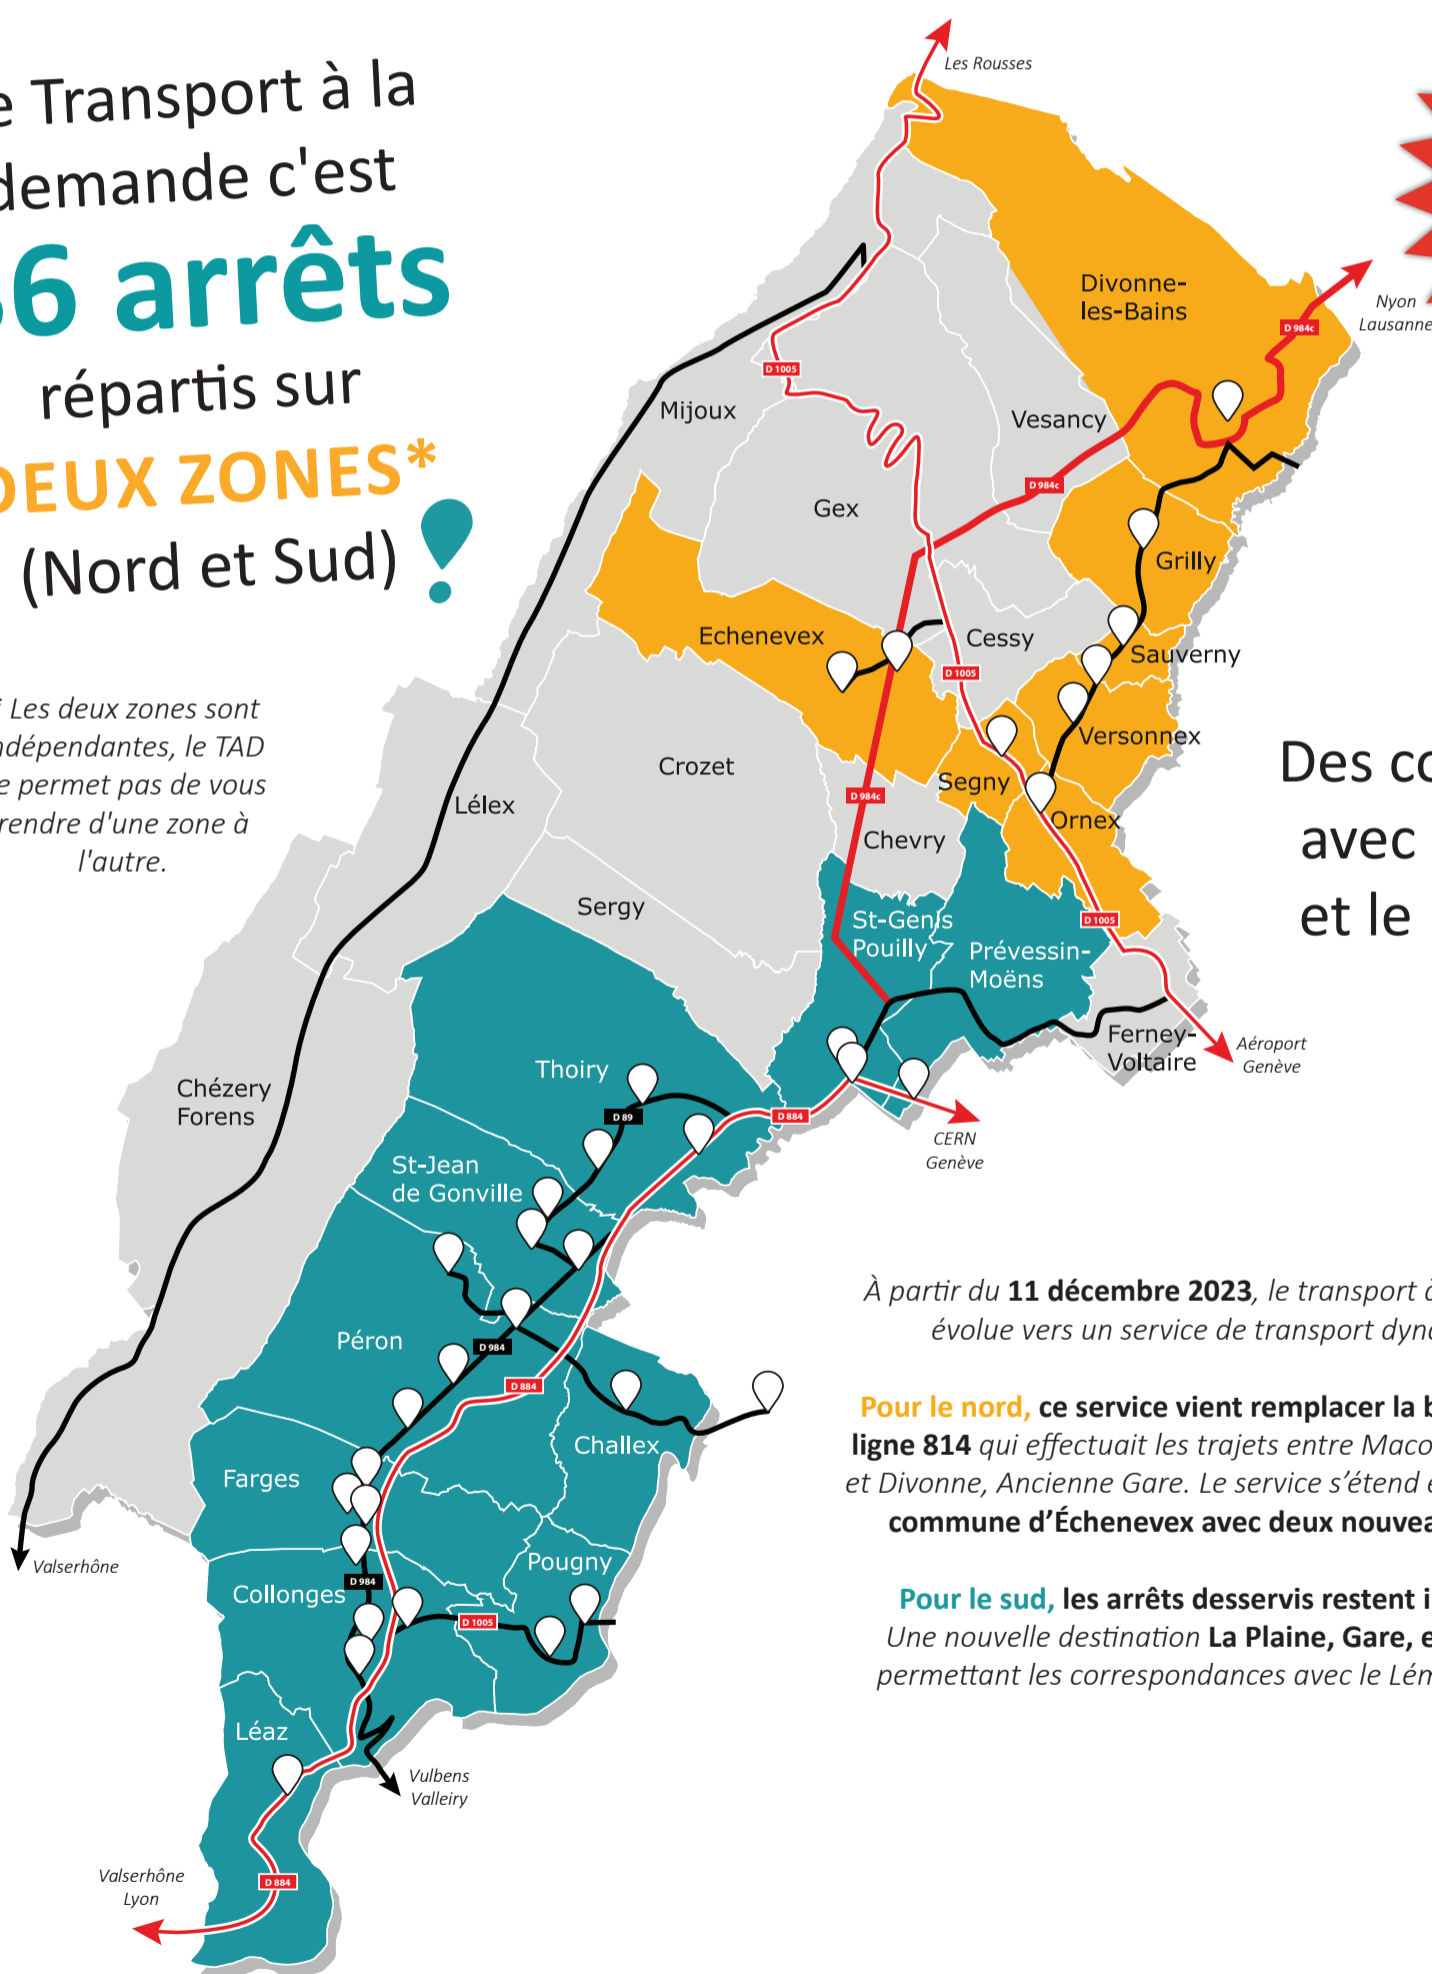 Transport à la
demande c'est
6 arrêts
répartis sur
DEUX ZONES*
(Nord et Sud)
* Les deux zones sont
indépendantes, le TAD
ne permet pas de vous
rendre d'une zone à
l'autre.
Les Rousses
Divonne-
les-Bains
Nyon
Lausanne
D 984c
D 1005
Mijoux
Vesancy
D 984c
Gex
Grilly
Echenevex
Cessy
Sauverny
D 1005
Versonnex
Crozet
Segny
D 984c
Lélex
Ornex
Chevry
Sergy
St-Genis
Pouilly
D 1005
Prévessin-
Moëns
Ferney-
Voltaire
Aéroport
Genève
Thoiry
Chézery
Forens
D 89
D 884
CERN
Genève
St-Jean
de Gonville
Péron
D 984
D 884
Challex
Farges
Valserhône
Pougny
D 984
Collonges
D 1005
Léaz
Vulbens
Valleiry
Valserhône
Lyon
D 884
Des
avec
et le
À partir du 11 décembre 2023, le transport
évolue vers un service de transport
Pour le nord, ce service vient remplacer la
ligne 814 qui effectuait les trajets entre
et Divonne, Ancienne Gare. Le service s’étend
commune d’Échenevex avec deux
Pour le sud, les arrêts desservis restent
Une nouvelle destination La Plaine, Gare,
permettant les correspondances avec le